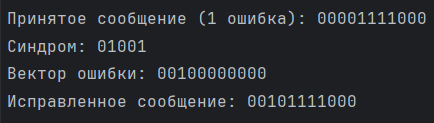 Принятое сообщение (1 ошибка): 00001111000
Синдром: 01001
Вектор ошибки: 00100000000
Исправленное сообщение: 00101111000